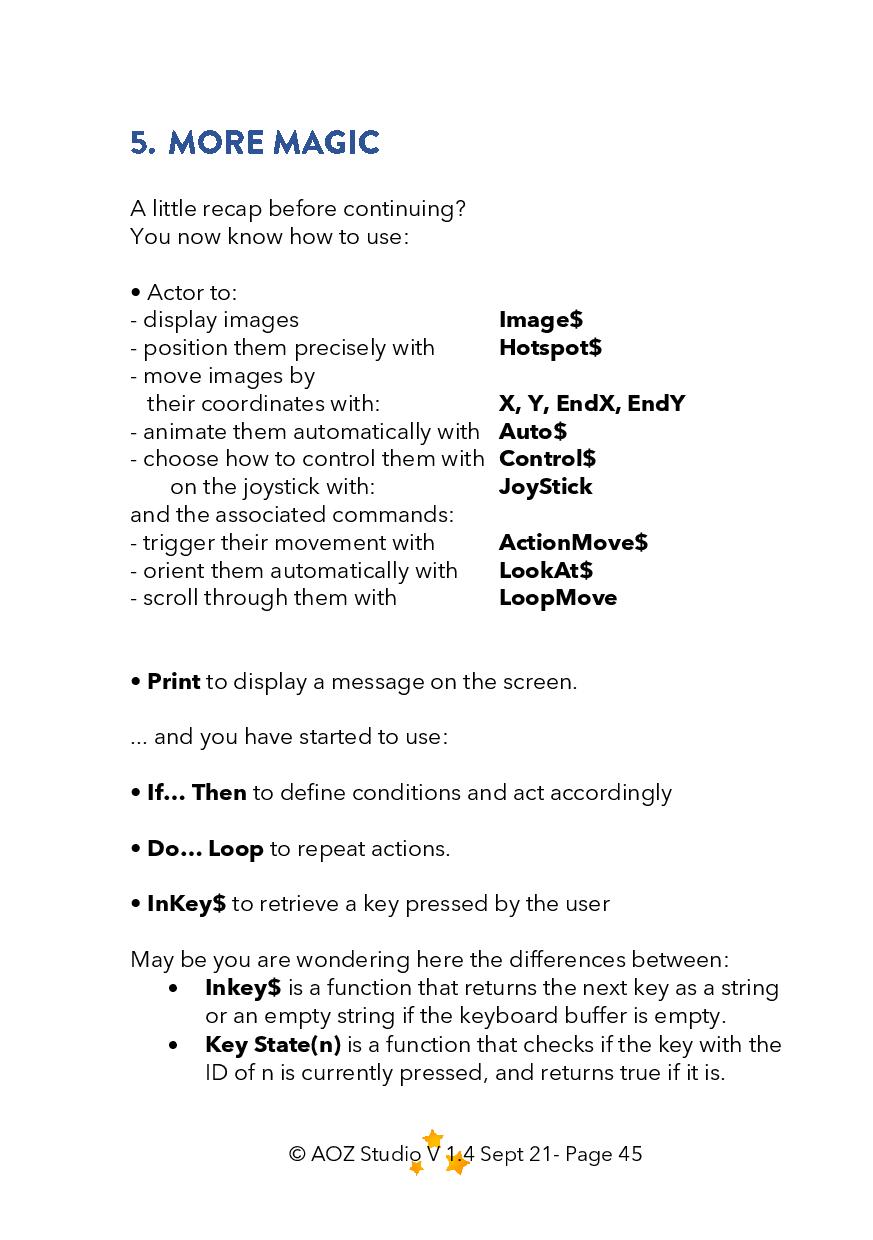 5. MORE MAGIC
A little recap before continuing?
You now know how to use:
• Actor to:
- display images Image$
- position them precisely with Hotspot$
- move images by
their coordinates with: X, Y, EndX, EndY
- animate them automatically with Auto$
- choose how to control them with Control$
on the joystick with: JoyStick
and the associated commands:
- trigger their movement with ActionMove$
- orient them automatically with LookAt$
- scroll through them with LoopMove
• Print to display a message on the screen.
... and you have started to use:
• If... Then to define conditions and act accordingly
• Do... Loop to repeat actions.
• InKey$ to retrieve a key pressed by the user
May be you are wondering here the differences between:
• Inkey$ is a function that returns the next key as a string
or an empty string if the keyboard buffer is empty.
• Key State(n) is a function that checks if the key with the
ID of n is currently pressed, and returns true if it is.
© AOZ Studio V 1.4 Sept 21- Page 45